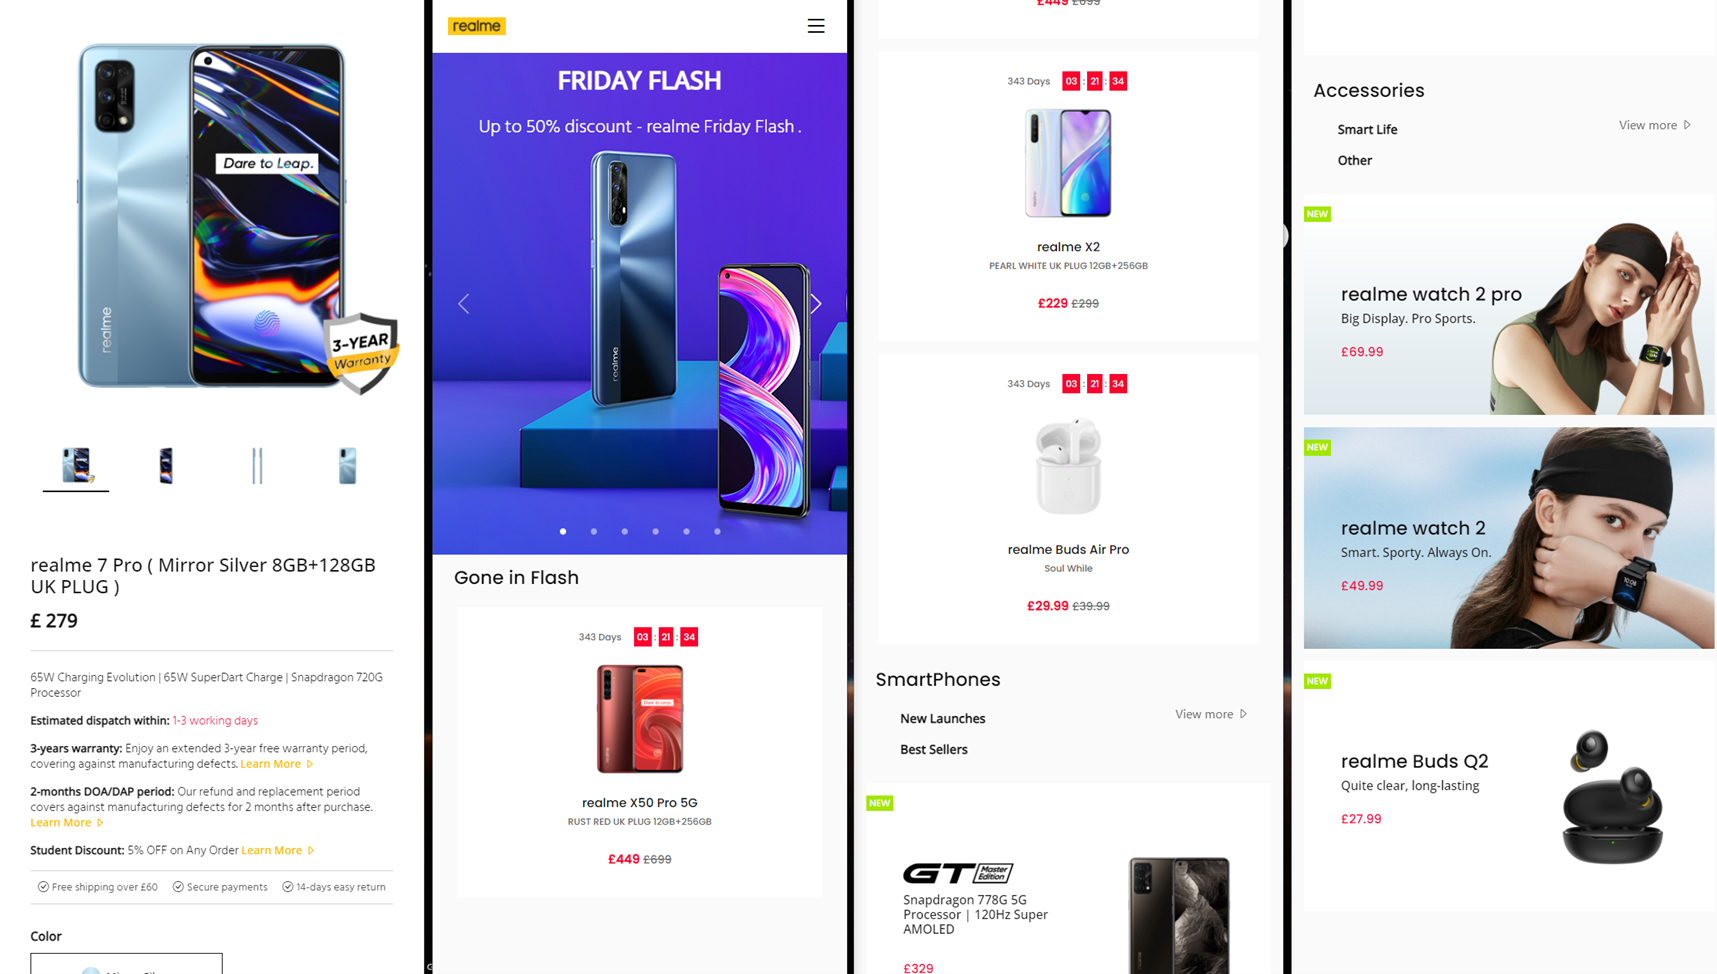 Dare to Leap.
realme
3-YEAR
Warranty
realme 7 Pro ( Mirror Silver 8GB+128GB
UK PLUG )
£ 279
65W Charging Evolution | 65W SuperDart Charge | Snapdragon 720G
Processor
Estimated dispatch within: 1-3 working days
3-years warranty: Enjoy an extended 3-year free warranty period,
covering against manufacturing defects. Learn More
2-months DOA/DAP period: Our refund and replacement period
covers against manufacturing defects for 2 months after purchase.
Learn More
Student Discount: 5% OFF on Any Order Learn More
Free shipping over £60 Secure payments 14-days easy return
Color
realme
FRIDAY FLASH
Up to 50% discount - realme Friday Flash .
realme
Gone in Flash
343 Days 03 : 21 : 34
Dare to Leap.
realme X50 Pro 5G
RUST RED UK PLUG 12GB+256GB
£449 £699
£449 £699
343 Days 03 : 21 : 34
realme X2
PEARL WHITE UK PLUG 12GB+256GB
£229 £299
343 Days 03 : 21 : 34
realme Buds Air Pro
Soul While
£29.99 £39.99
SmartPhones
New Launches
View more
Best Sellers
NEW
GT Master
Edition
Snapdragon 778G 5G
Processor | 120Hz Super
AMOLED
£329
Accessories
Smart Life
View more
Other
NEW
realme watch 2 pro
Big Display. Pro Sports.
£69.99
NEW
realme watch 2
Smart. Sporty. Always On.
£49.99
NEW
realme Buds Q2
Quite clear, long-lasting
£27.99